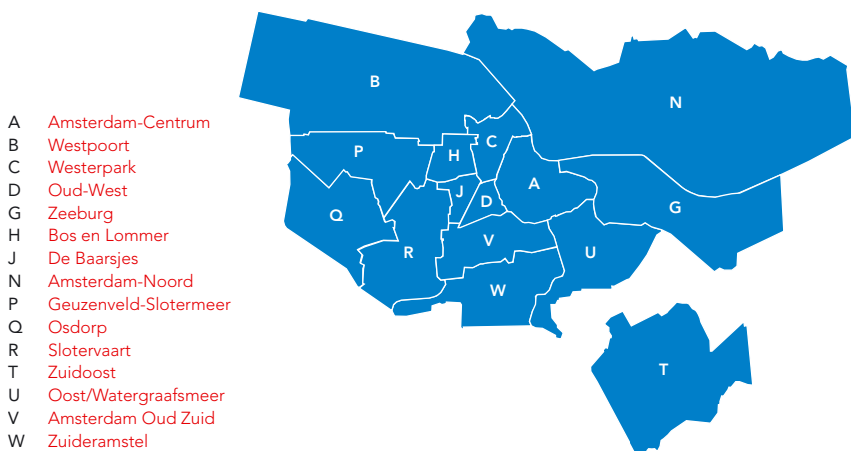 A Amsterdam-Centrum
B Westpoort
C Westerpark
D Oud-West
G Zeeburg
H Bos en Lommer
J De Baarsjes
N Amsterdam-Noord
P Geuzenveld-Slotermeer
Q Osdorp
R Slotervaart
T Zuidoost
U Oost/Watergraafsmeer
V Amsterdam Oud Zuid
W Zuideramstel
B
N
C
P
H
A
J
D
Q
G
V
R
U
W
T